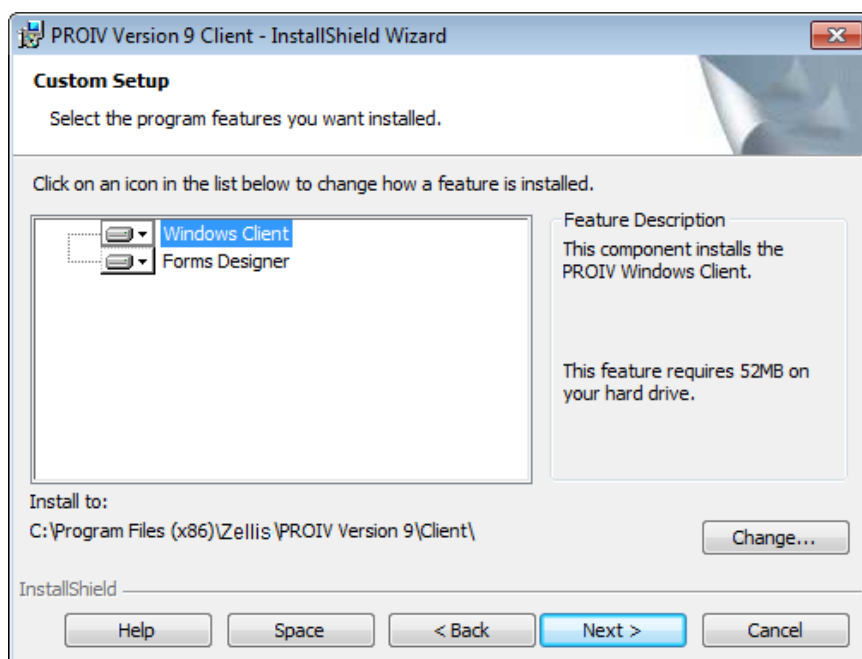 PROIV Version 9 Client - InstallShield Wizard
Custom Setup
Select the program features you want installed.
Click on an icon in the list below to change how a feature is installed.
Windows Client
Forms Designer
Feature Description
This component installs the
PROIV Windows Client.
This feature requires 52MB on
your hard drive.
Install to:
C:\Program Files (x86)\Zellis\PROIV Version 9\Client\
Change...
InstallShield
Help
Space
< Back
Next >
Cancel